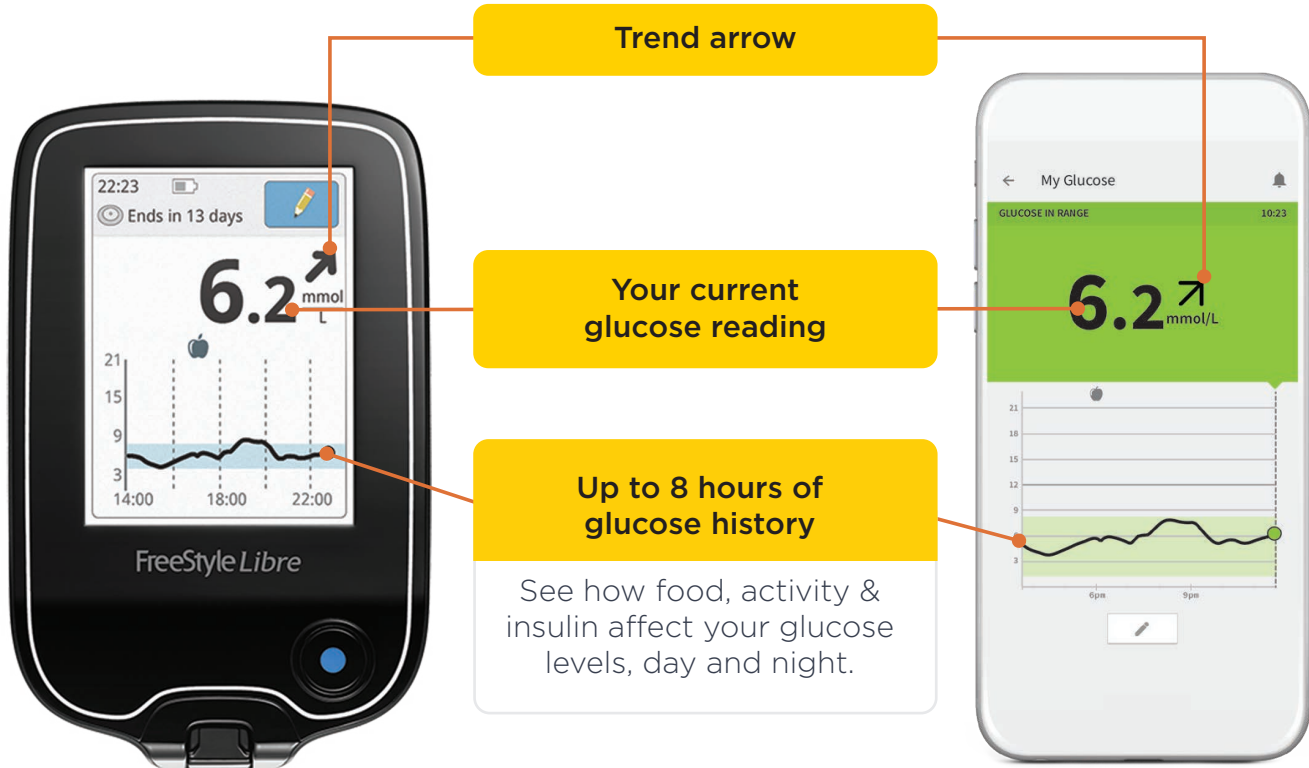 Trend arrow
22:23
Ends in 13 days
6.2
mmol
L
21
15
9
3
14:00
18:00
22:00
FreeStyle Libre
Your current
glucose reading
Up to 8 hours of
glucose history
See how food, activity &
insulin affect your glucose
levels, day and night.
My Glucose
GLUCOSE IN RANGE
10:23
6.2
mmol/L
21
18
15
12
9
3
6pm
9pm